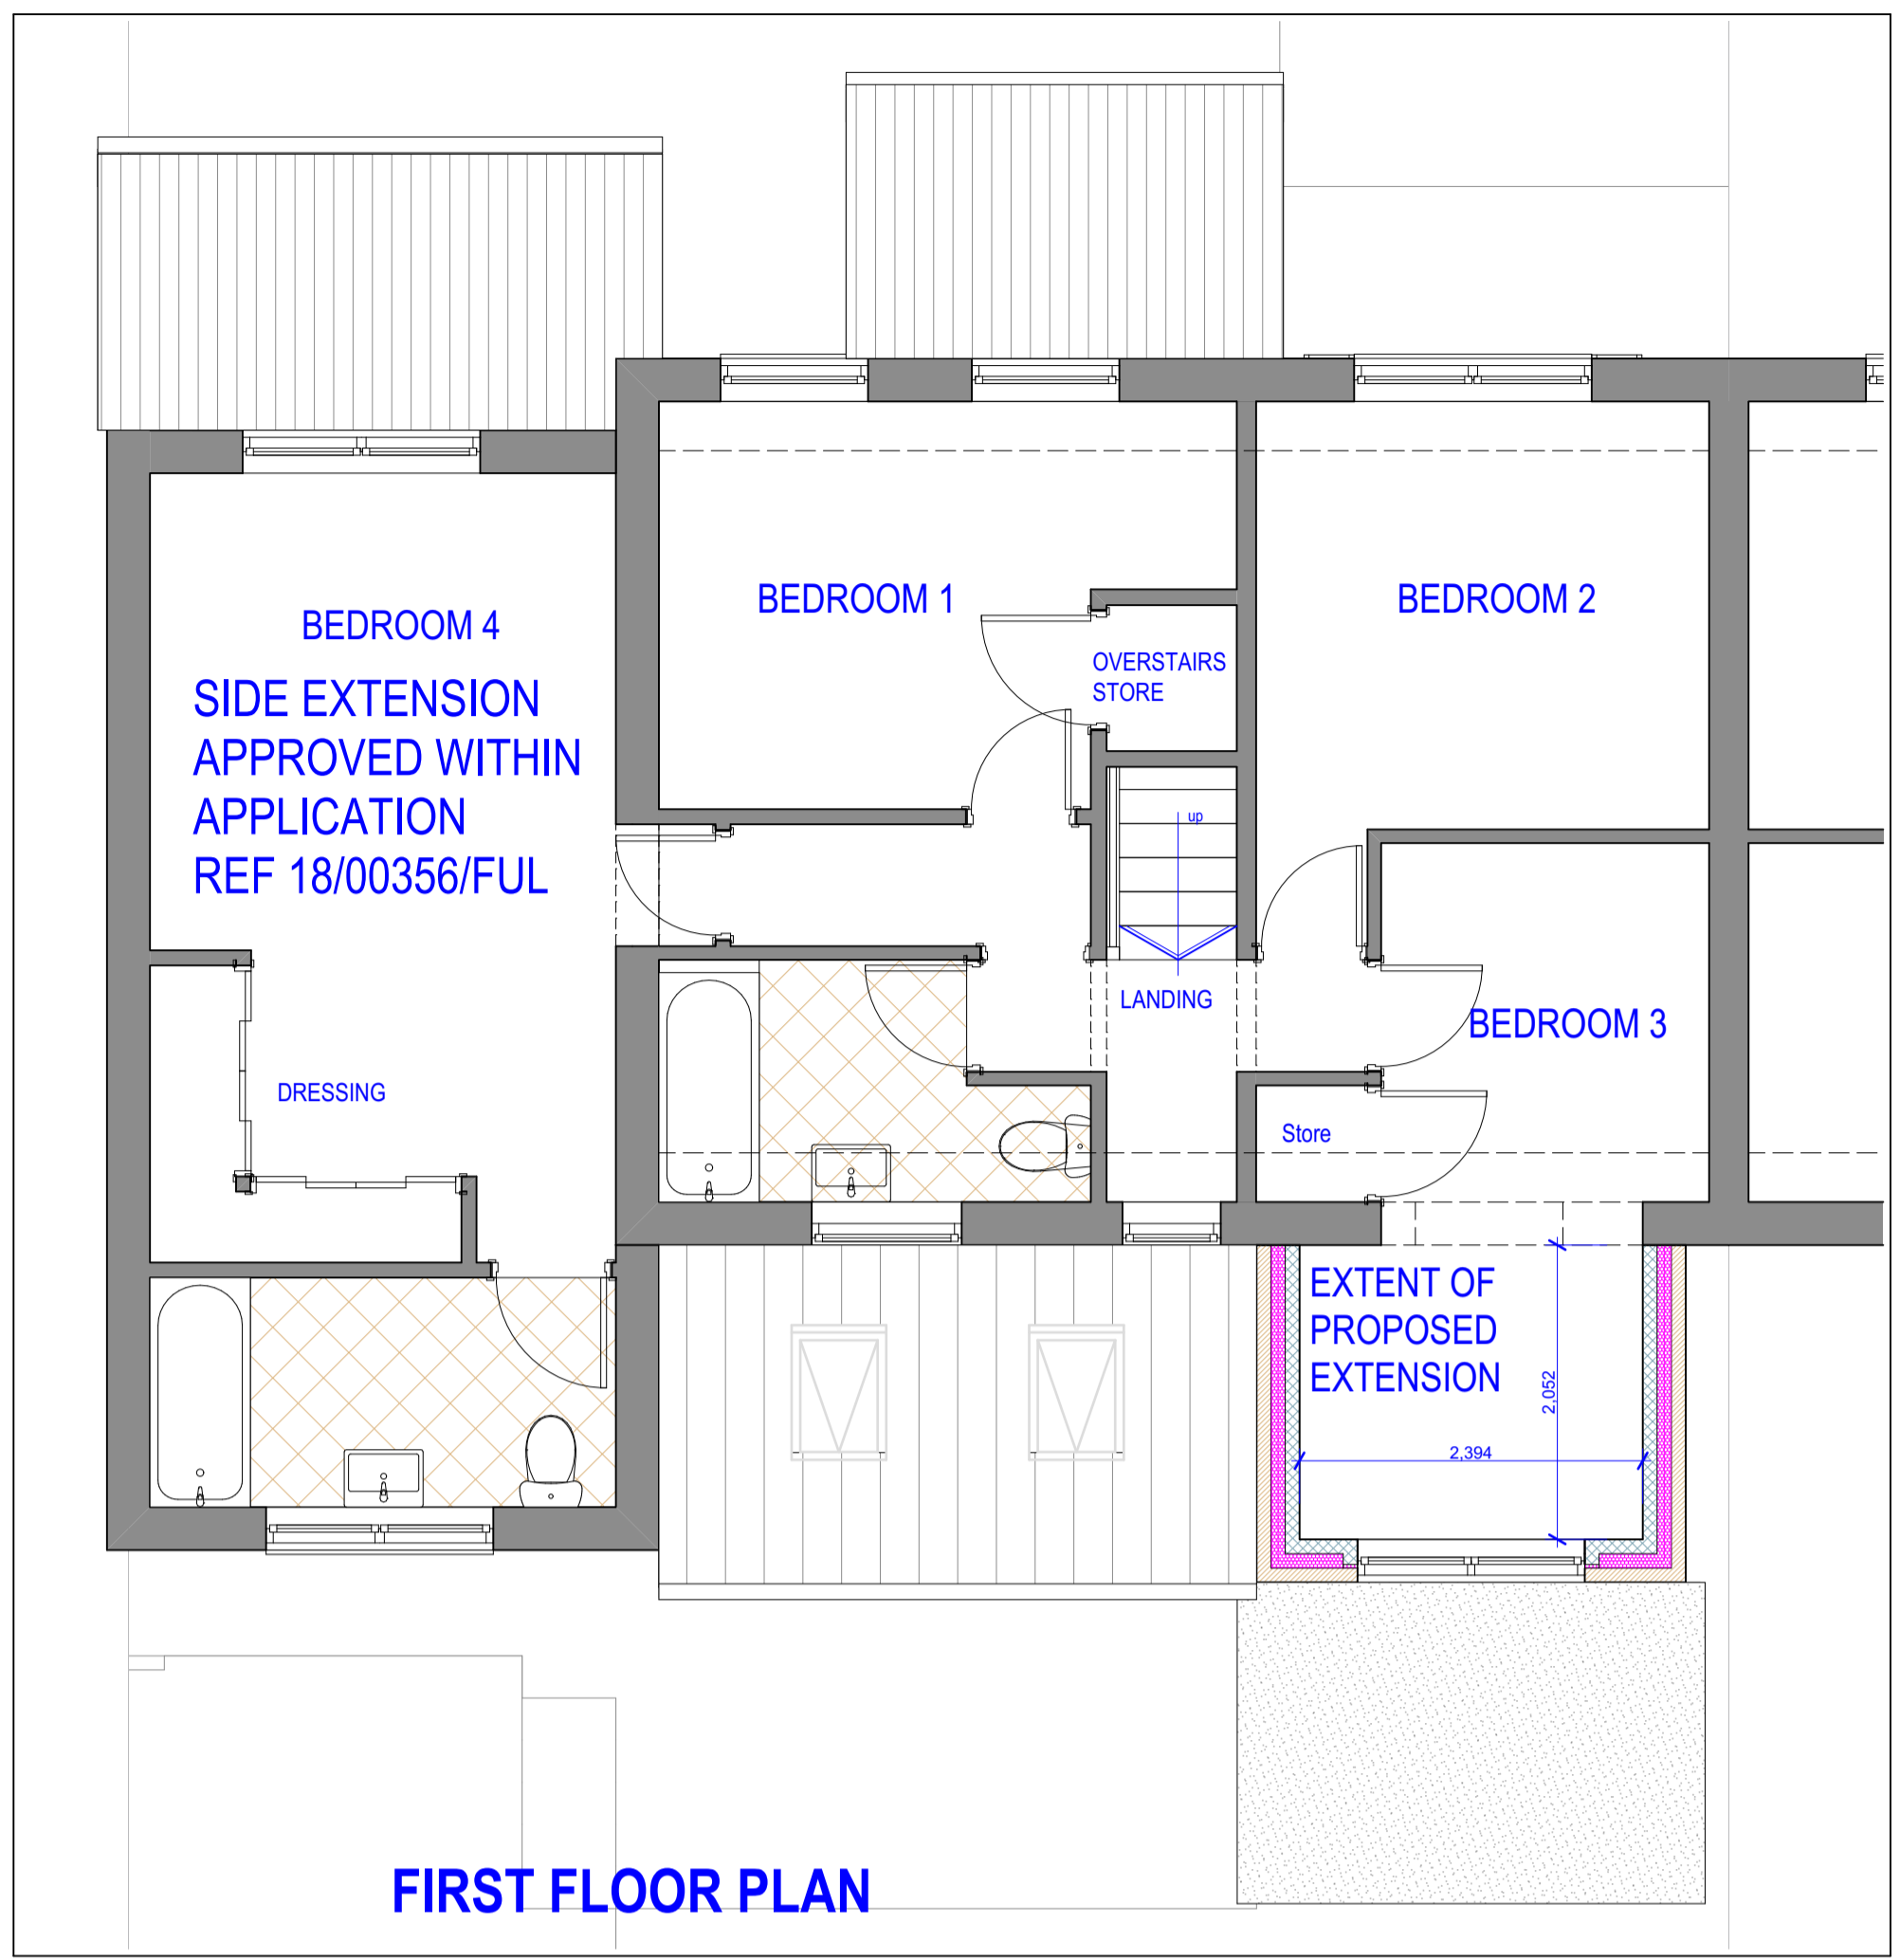 BEDROOM 1
BEDROOM 2
BEDROOM 4
OVERSTAIRS
STORE
SIDE EXTENSION
APPROVED WITHIN
APPLICATION
REF 18/00356/FUL
up
LANDING
BEDROOM 3
DRESSING
Store
EXTENT OF
PROPOSED
EXTENSION
2,052
2,394
FIRST FLOOR PLAN